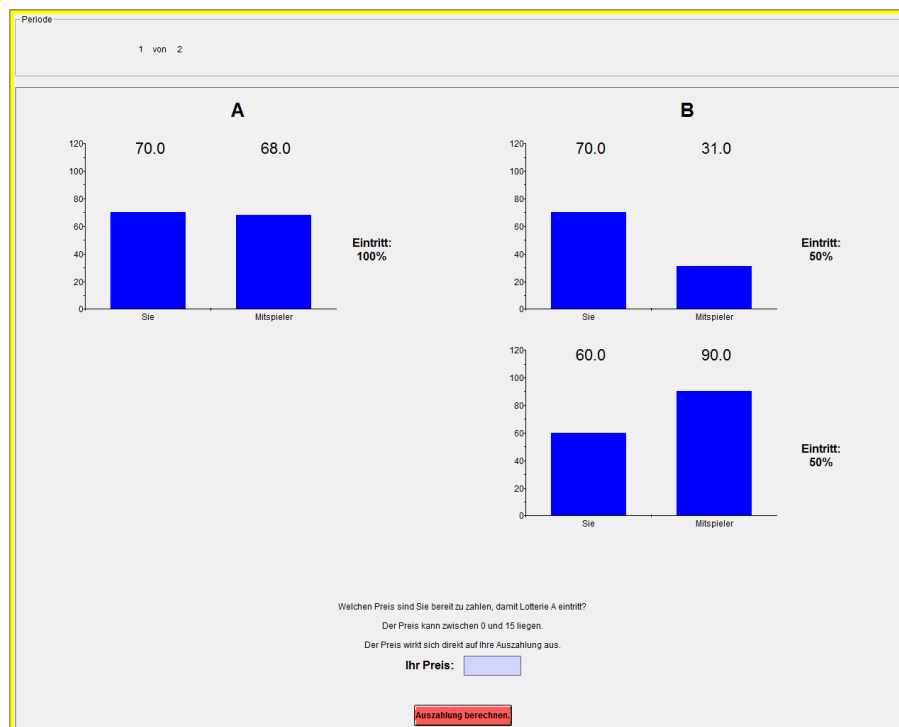 Periode
1 von 2
A
B
70.0 68.0
120
100
80
60
40
20
0
Sie Mitspieler
Eintritt:
100%
70.0 31.0
120
100
80
60
40
20
0
Sie Mitspieler
Eintritt:
50%
60.0 90.0
120
100
80
60
40
20
0
Sie Mitspieler
Eintritt:
50%
Welchen Preis sind Sie bereit zu zahlen, damit Lotterie A eintritt?
Der Preis kann zwischen 0 und 15 liegen.
Der Preis wirkt sich direkt auf Ihre Auszahlung aus.
Ihr Preis:
Auszahlung berechnen.